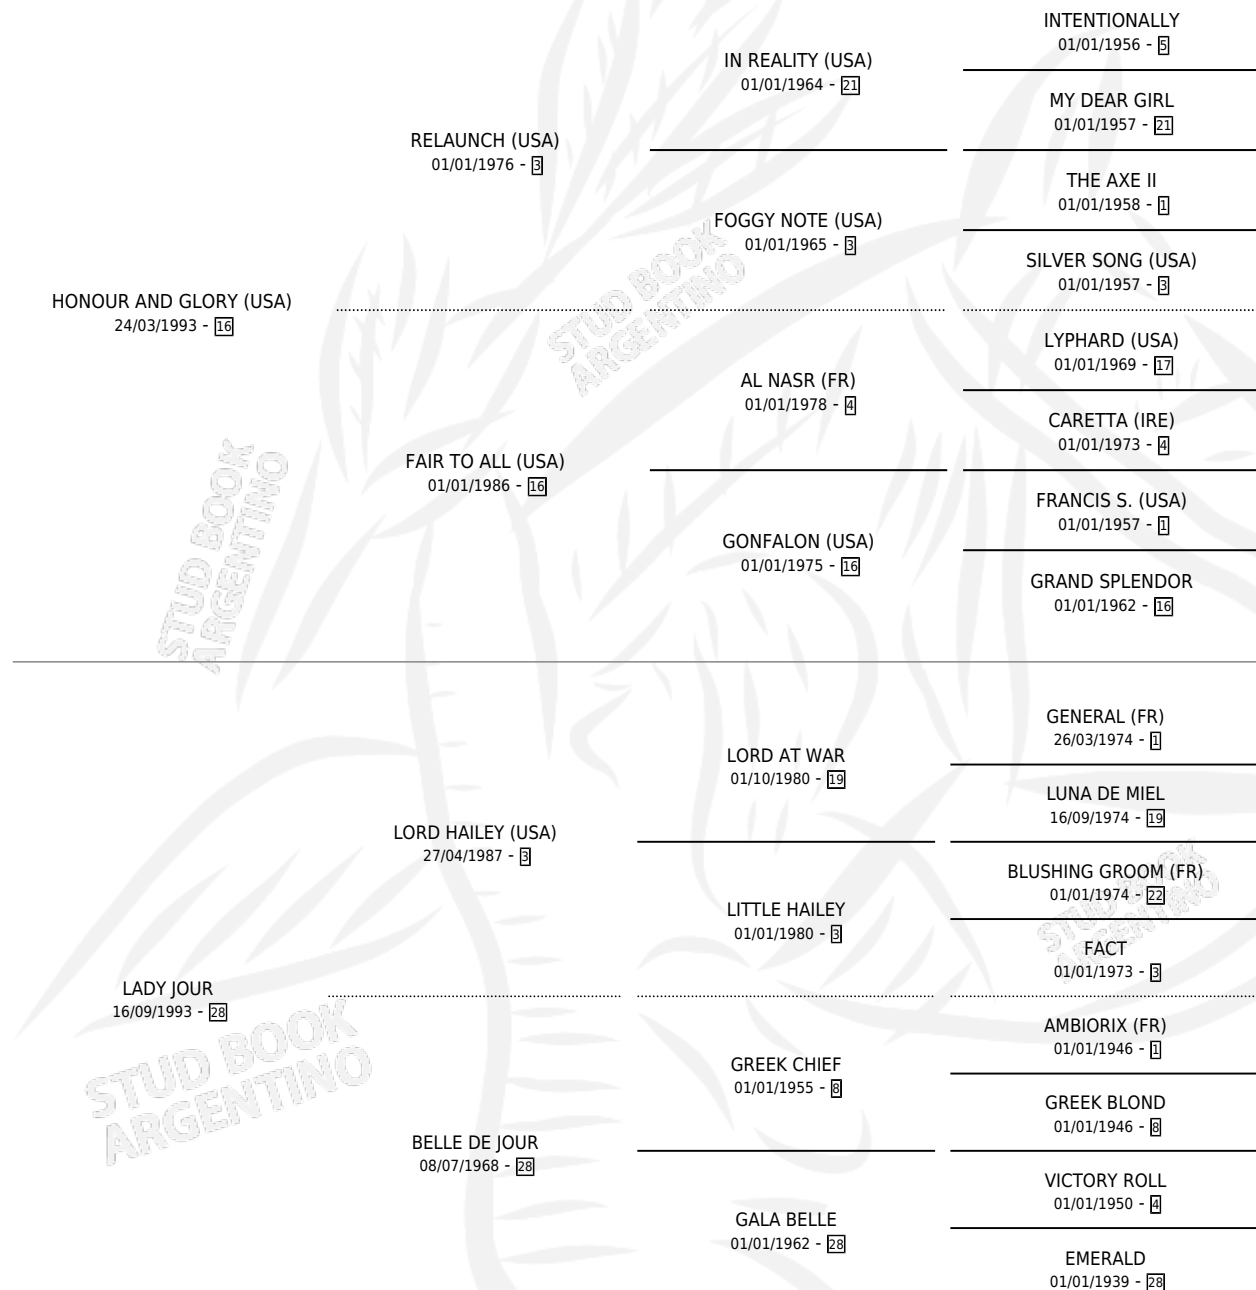 INTENTIONALLY
01/01/1956 - 5
IN REALITY (USA)
01/01/1964 - 21
MY DEAR GIRL
01/01/1957 - 21
RELAUNCH (USA)
01/01/1976 - 3
THE AXE II
01/01/1958 - 1
FOGGY NOTE (USA)
01/01/1965 - 3
SILVER SONG (USA)
01/01/1957 - 3
HONOUR AND GLORY (USA)
24/03/1993 - 16
LYPHARD (USA)
01/01/1969 - 17
AL NASR (FR)
01/01/1978 - 4
CARETTA (IRE)
01/01/1973 - 4
FAIR TO ALL (USA)
01/01/1986 - 16
FRANCIS S. (USA)
01/01/1957 - 1
GONFALON (USA)
01/01/1975 - 16
GRAND SPLENDOR
01/01/1962 - 16
GENERAL (FR)
26/03/1974 - 1
LORD AT WAR
01/10/1980 - 19
LUNA DE MIEL
16/09/1974 - 19
LORD HAILEY (USA)
27/04/1987 - 3
BLUSHING GROOM (FR)
01/01/1974 - 22
LITTLE HAILEY
01/01/1980 - 3
FACT
01/01/1973 - 3
LADY JOUR
16/09/1993 - 28
AMBIORIX (FR)
01/01/1946 - 1
GREEK CHIEF
01/01/1955 - 8
GREEK BLOND
01/01/1946 - 8
BELLE DE JOUR
08/07/1968 - 28
VICTORY ROLL
01/01/1950 - 4
GALA BELLE
01/01/1962 - 28
EMERALD
01/01/1939 - 28
STUD BOOK
ARGENTINO
STUD BOOK
ARGENTINO
STUD BOOK
ARGENTINO
STUD BOOK
ARGENTINO